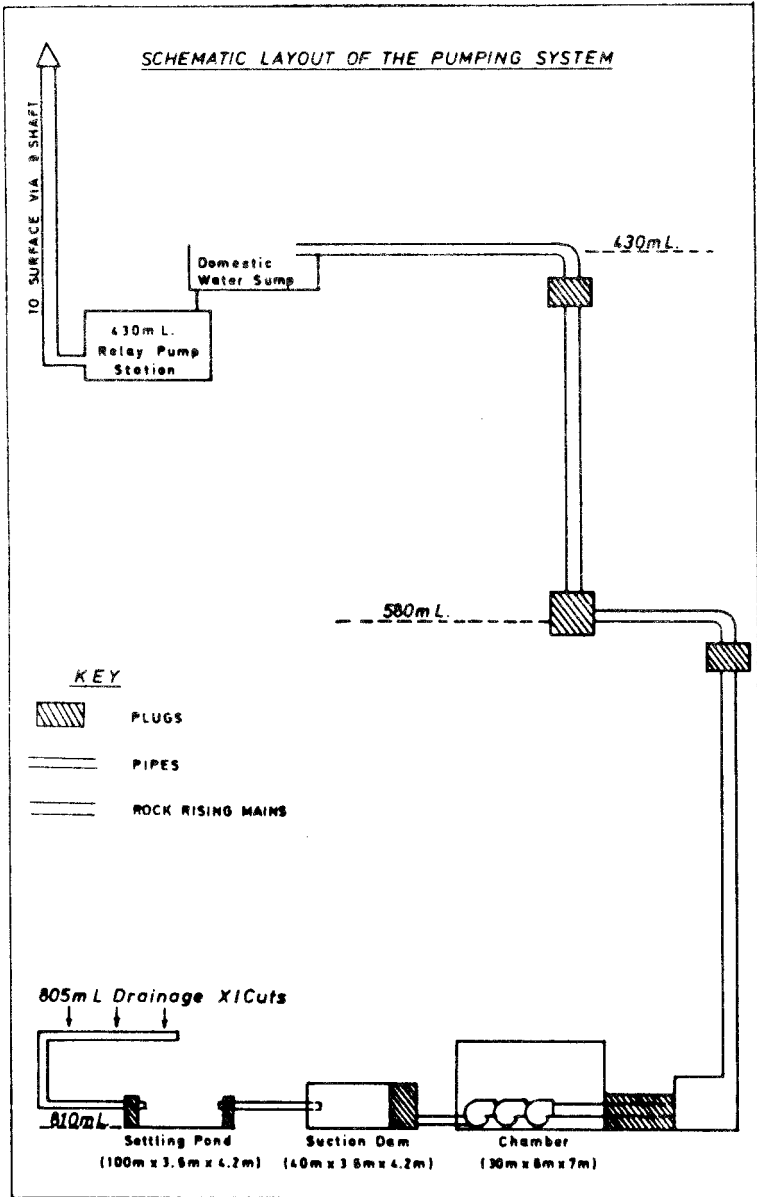 SCHEMATIC LAYOUT OF THE PUMPING SYSTEM
TO SURFACE VIA B SHAFT
430mL.
Domestic
Water Sump
430mL.
Relay Pump
Station
580mL.
KEY
PLUGS
PIPES
ROCK RISING MAINS
805mL Drainage X/Cuts
810mL.
Settling Pond
(100m x 3.6m x 4.2m)
Suction Dam
(40m x 3.6m x 4.2m)
Chamber
(30m x 8m x 7m)